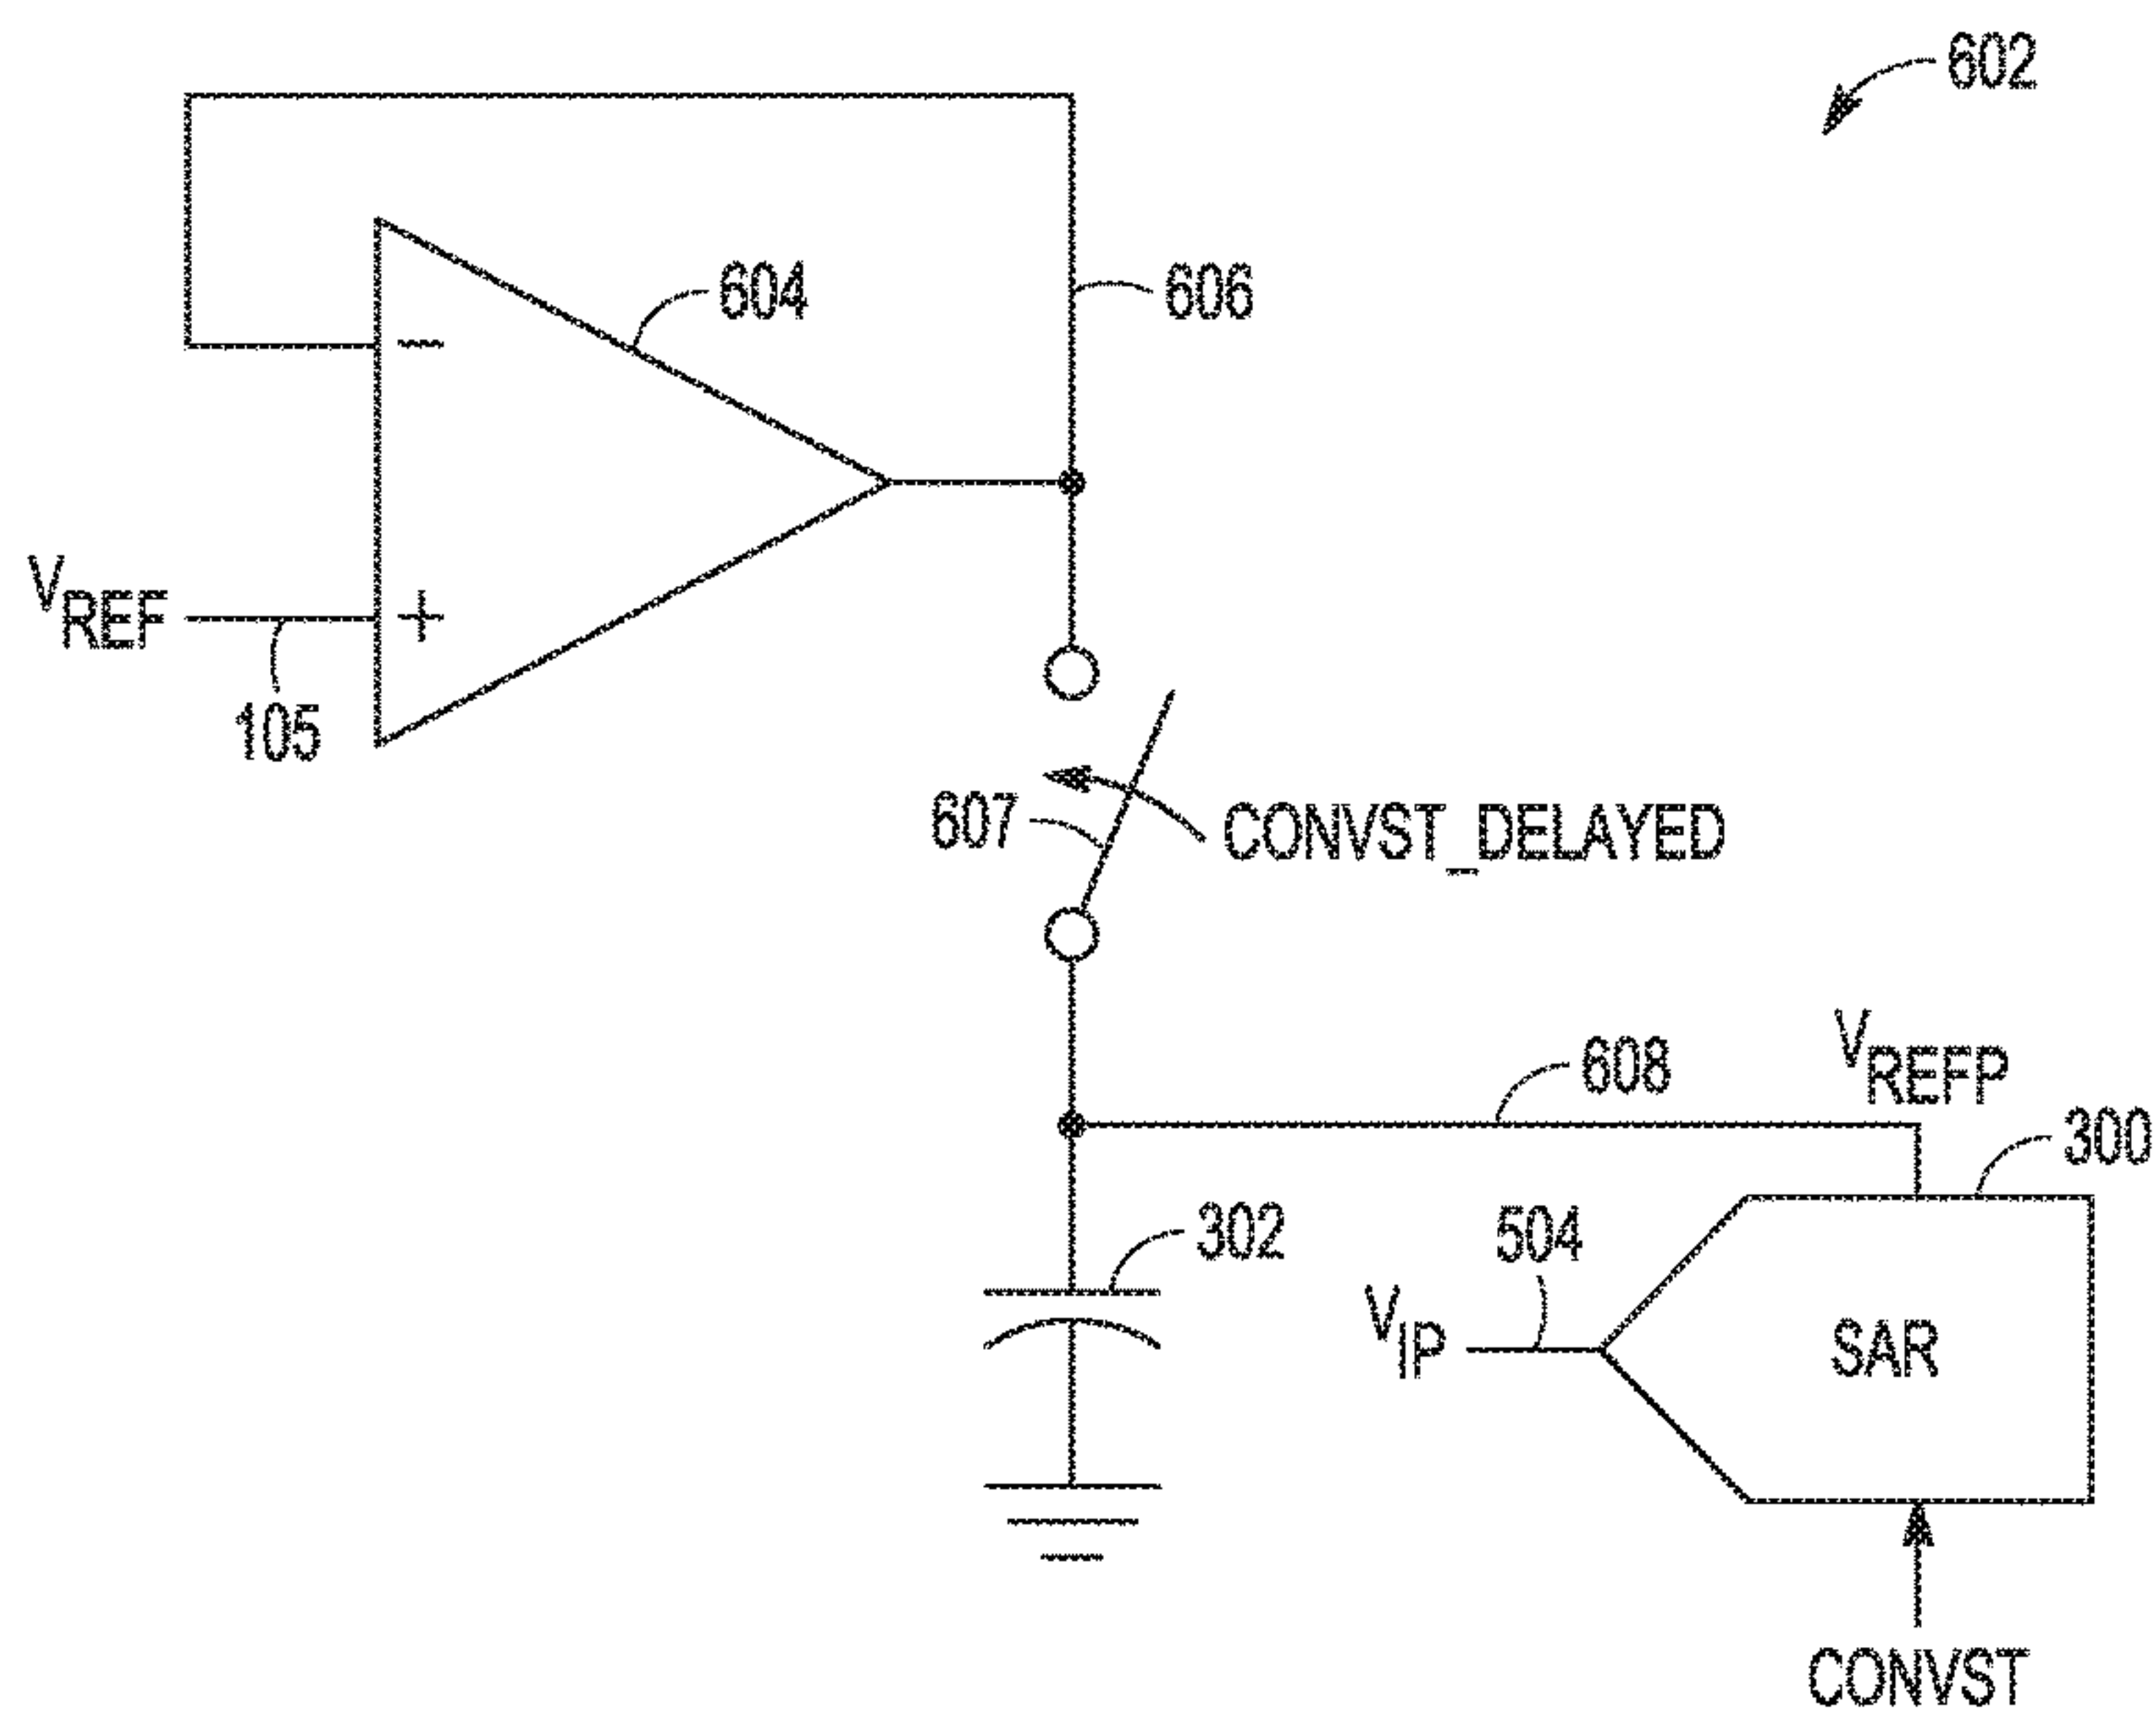 602
604
606
−
VREF
+
105
607
CONVST_DELAYED
608
VREFP
300
302
504
VIP
SAR
CONVST